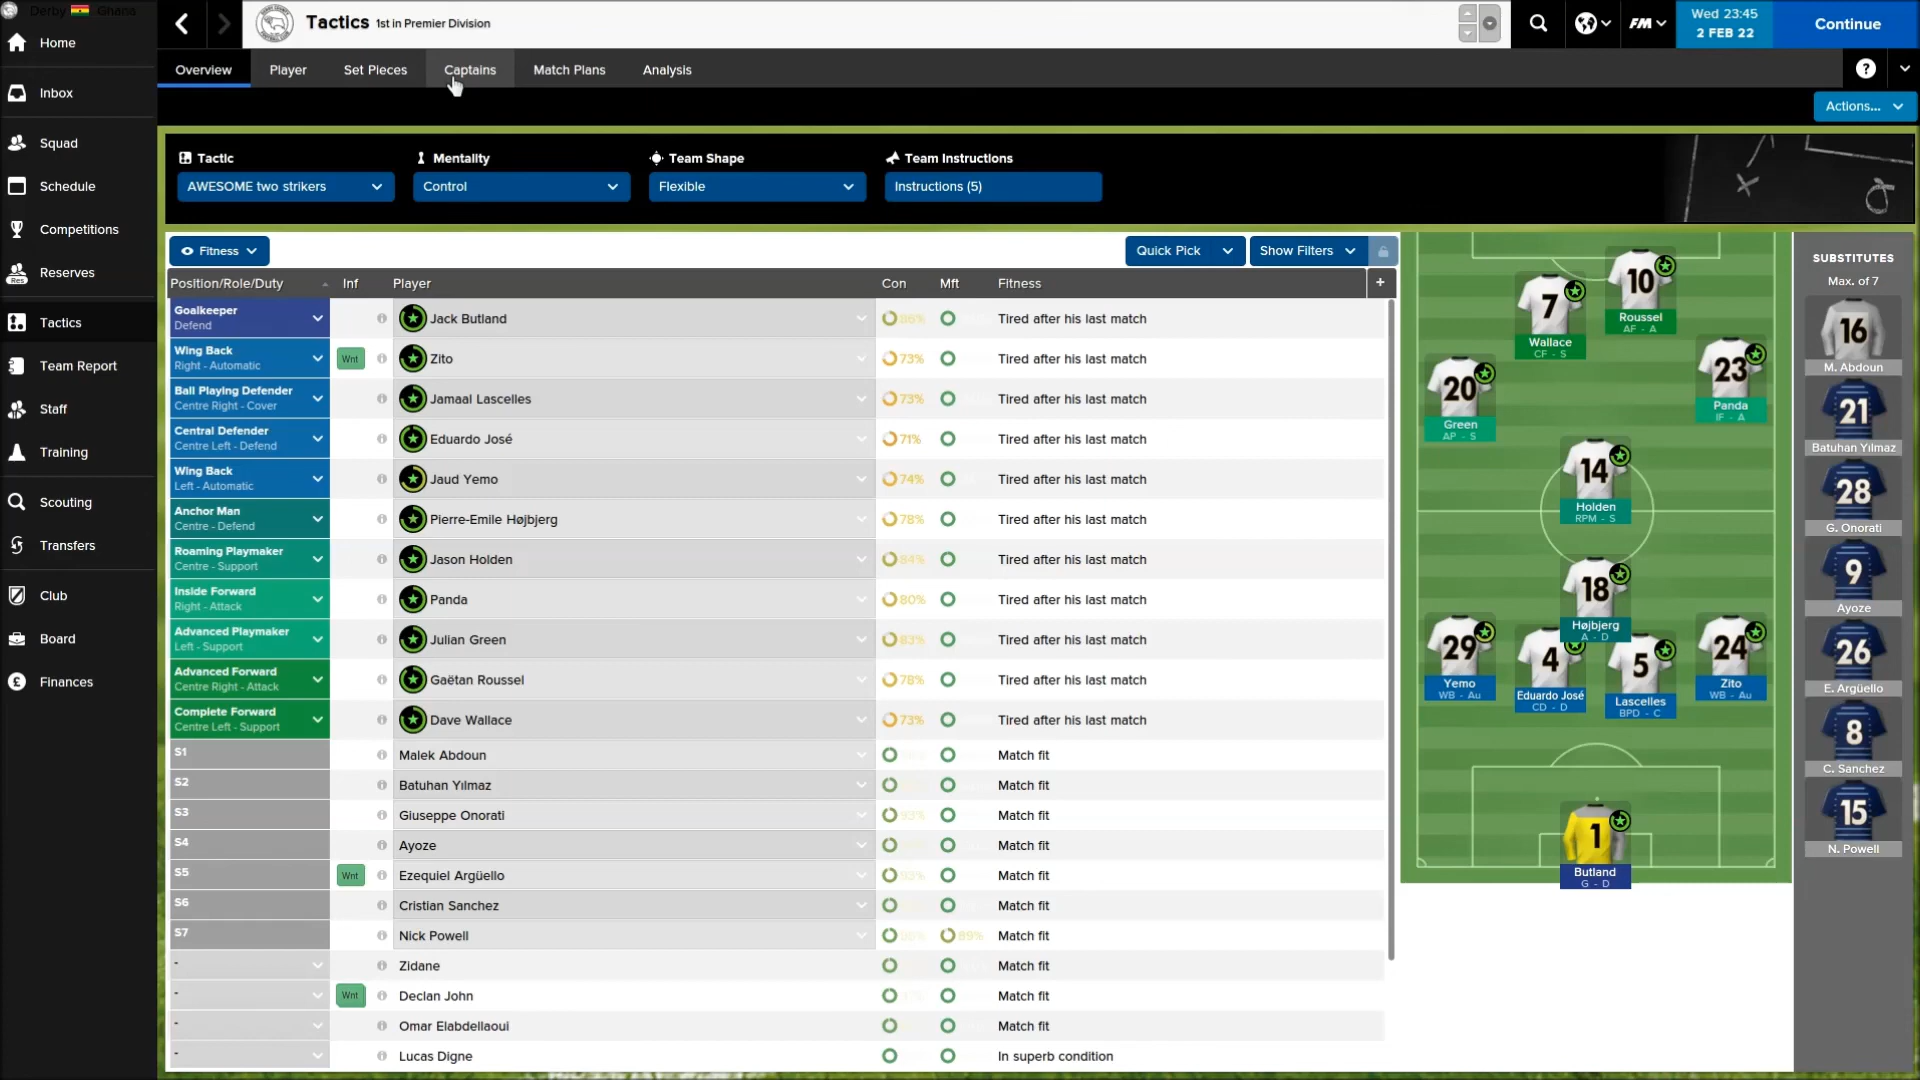 Derby Ghana
Tactics 1st in Premier Division
FM
Wed 23:45
2 FEB 22
Continue
Home
Inbox
Squad
Schedule
Competitions
Res
Reserves
Tactics
Team Report
Staff
Training
Scouting
Transfers
Club
Board
Finances
Overview Player Set Pieces Captains Match Plans Analysis
?
Actions...
Tactic Mentality Team Shape Team Instructions
AWESOME two strikers Control Flexible Instructions (5)
Fitness Quick Pick Show Filters
Position/Role/Duty Inf Player Con Mft Fitness +
Goalkeeper
Defend
Jack Butland Tired after his last match
Wing Back
Right - Automatic
Wnt Zito 73% Tired after his last match
Ball Playing Defender
Centre Right - Cover
Jamaal Lascelles 73% Tired after his last match
Central Defender
Centre Left - Defend
Eduardo José 71% Tired after his last match
Wing Back
Left - Automatic
Jaud Yemo 74% Tired after his last match
Anchor Man
Centre - Defend
Pierre-Emile Højbjerg 78% Tired after his last match
Roaming Playmaker
Centre - Support
Jason Holden 84% Tired after his last match
Inside Forward
Right - Attack
Panda 80% Tired after his last match
Advanced Playmaker
Left - Support
Julian Green 83% Tired after his last match
Advanced Forward
Centre Right - Attack
Gaëtan Roussel 78% Tired after his last match
Complete Forward
Centre Left - Support
Dave Wallace 73% Tired after his last match
S1 Malek Abdoun Match fit
S2 Batuhan Yılmaz Match fit
S3 Giuseppe Onorati 93% Match fit
S4 Ayoze Match fit
S5 Wnt Ezequiel Argüello 93% Match fit
S6 Cristian Sanchez Match fit
S7 Nick Powell 89% Match fit
- Zidane Match fit
- Wnt Declan John Match fit
- Omar Elabdellaoui Match fit
- Lucas Digne In superb condition
10
Roussel
AF - A
7
Wallace
CF - S
23
Panda
IF - A
20
Green
AP - S
14
Holden
RPM - S
18
Højbjerg
A - D
29
Yemo
WB - Au
4
Eduardo José
CD - D
5
Lascelles
BPD - C
24
Zito
WB - Au
1
Butland
G - D
SUBSTITUTES
Max. of 7
16
M. Abdoun
21
Batuhan Yılmaz
28
G. Onorati
9
Ayoze
26
E. Argüello
8
C. Sanchez
15
N. Powell